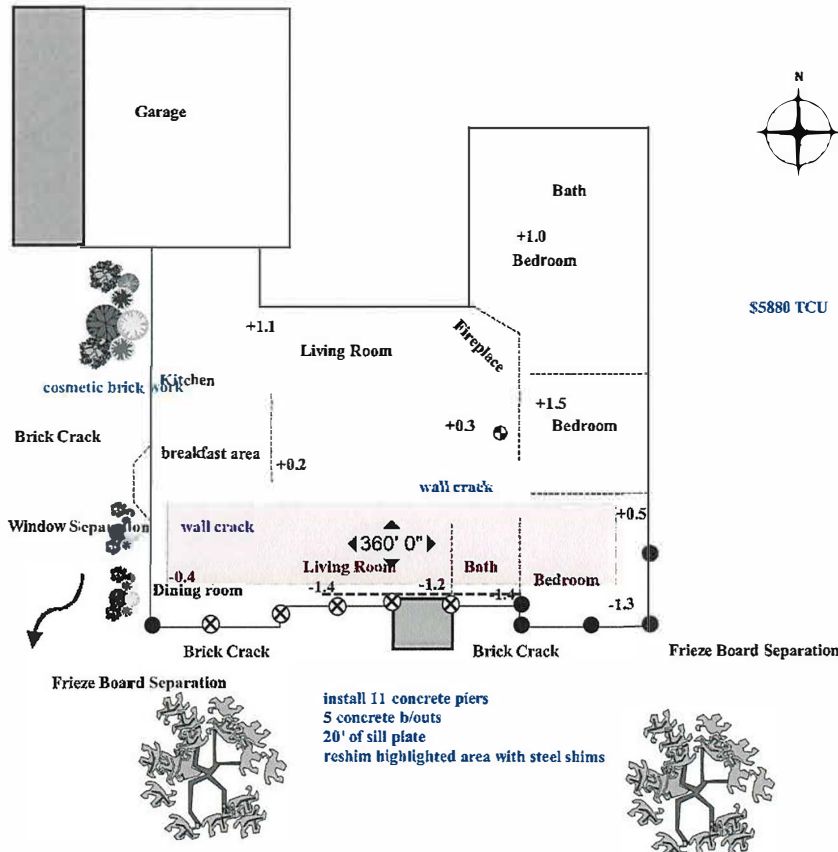 N
Garage
Bath
+1.0
Bedroom
$5880 TCU
+1.1
Living Room
Fireplace
Kitchen
cosmetic brick work
+1.5
Brick Crack
+0.3
Bedroom
breakfast area
+0.2
wall crack
+0.5
Window Separation
wall crack
360' 0"
Living Room
Bath
-0.4
-1.2
Bedroom
Dining room
-1.4
-1.4
-1.3
Brick Crack
Brick Crack
Frieze Board Separation
Frieze Board Separation
install 11 concrete piers
5 concrete b/outs
20' of sill plate
reshim highlighted area with steel shims